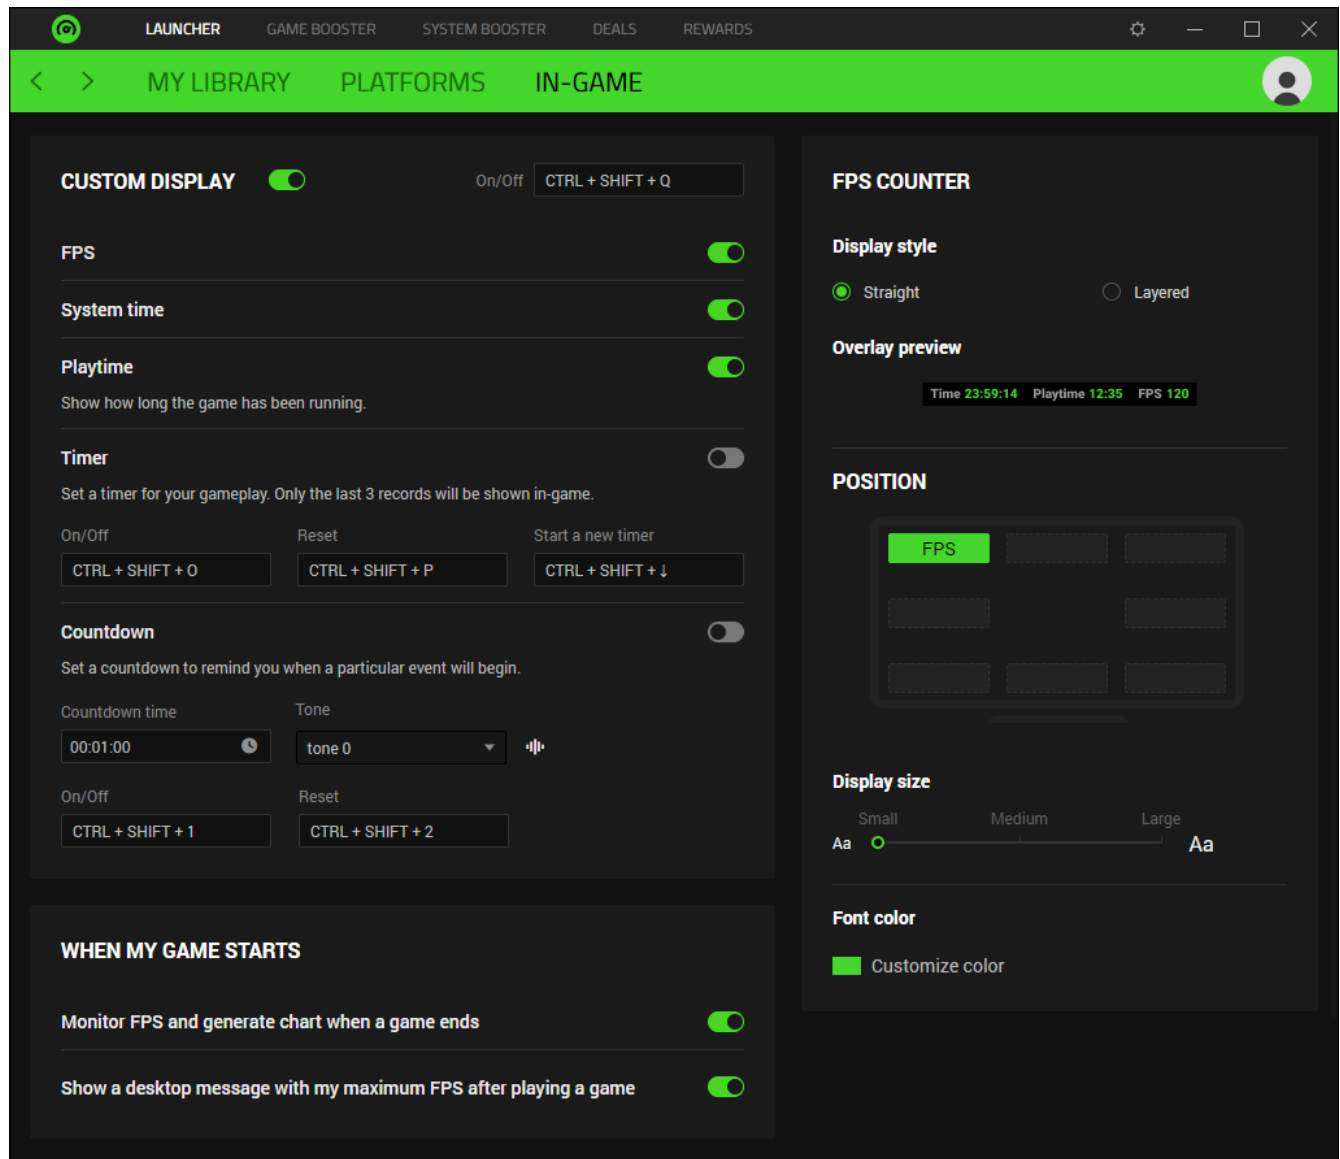 LAUNCHER GAME BOOSTER SYSTEM BOOSTER DEALS REWARDS
MY LIBRARY PLATFORMS IN-GAME
CUSTOM DISPLAY On/Off CTRL + SHIFT + Q
FPS
System time
Playtime
Show how long the game has been running.
Timer
Set a timer for your gameplay. Only the last 3 records will be shown in-game.
On/Off Reset Start a new timer
CTRL + SHIFT + O CTRL + SHIFT + P CTRL + SHIFT + ↓
Countdown
Set a countdown to remind you when a particular event will begin.
Countdown time Tone
00:01:00 tone 0
On/Off Reset
CTRL + SHIFT + 1 CTRL + SHIFT + 2
WHEN MY GAME STARTS
Monitor FPS and generate chart when a game ends
Show a desktop message with my maximum FPS after playing a game
FPS COUNTER
Display style
Straight Layered
Overlay preview
Time 23:59:14 Playtime 12:35 FPS 120
POSITION
FPS
Display size
Small Medium Large
Aa Aa
Font color
Customize color